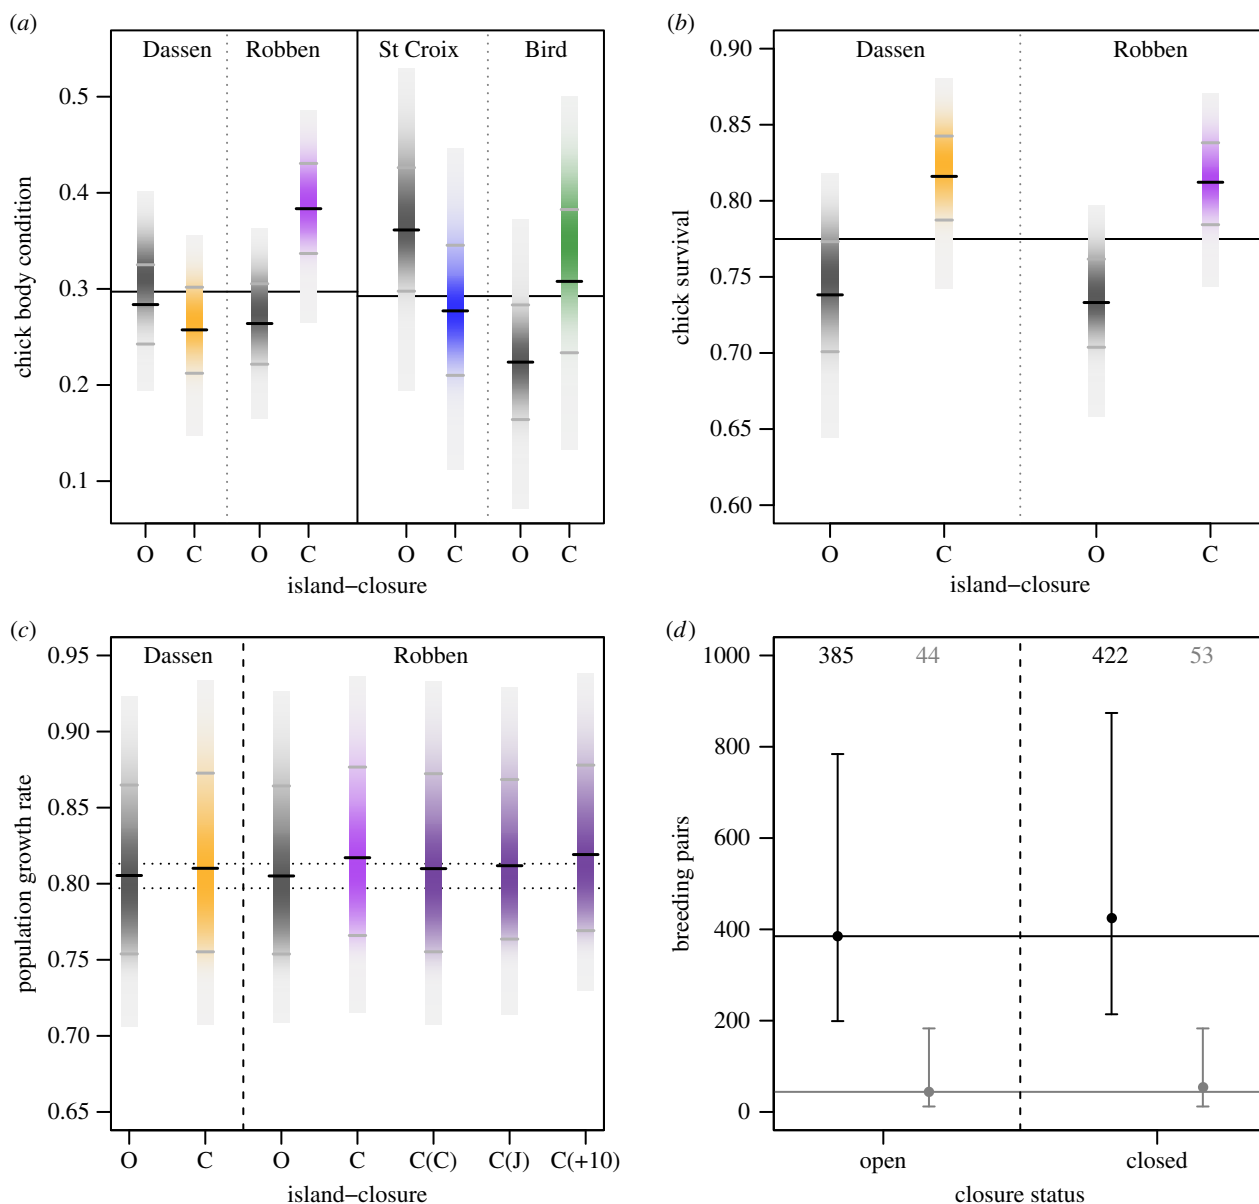 (a)
Dassen Robben St Croix Bird
0.5
0.4
0.3
0.2
0.1
chick body condition
O C O C O C O C
island–closure
(b)
Dassen Robben
0.90
0.85
0.80
0.75
0.70
0.65
0.60
chick survival
O C O C
island–closure
(c)
Dassen Robben
0.95
0.90
0.85
0.80
0.75
0.70
0.65
population growth rate
O C O C C(C) C(J) C(+10)
island–closure
(d)
385 44 422 53
1000
800
600
400
200
0
breeding pairs
open closed
closure status